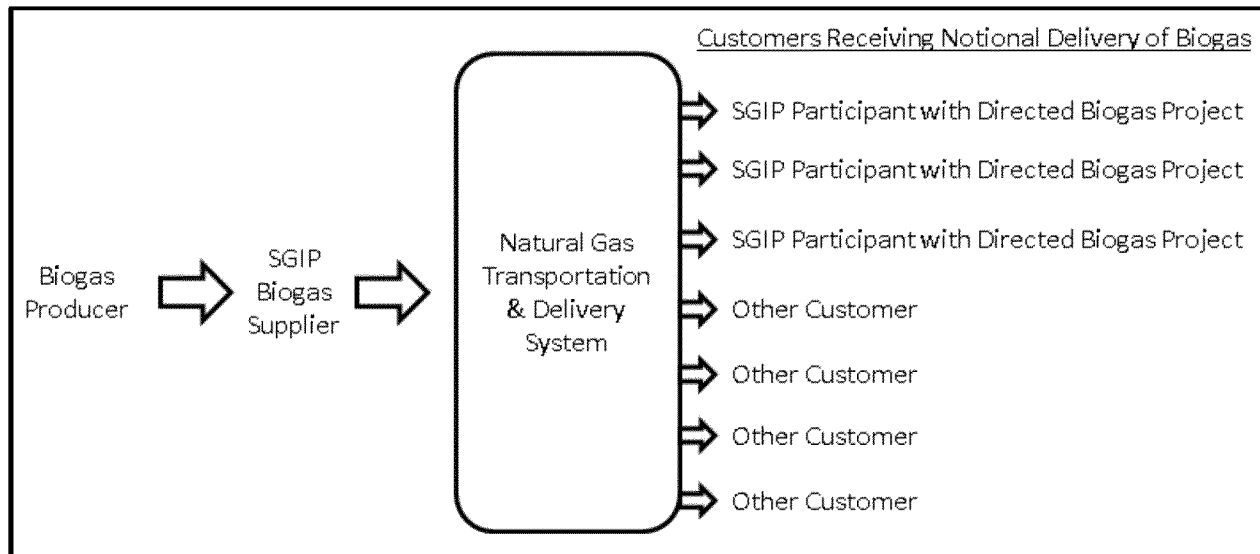 Customers Receiving Notional Delivery of Biogas
Biogas
Producer
SGIP
Biogas
Supplier
Natural Gas
Transportation
& Delivery
System
SGIP Participant with Directed Biogas Project
SGIP Participant with Directed Biogas Project
SGIP Participant with Directed Biogas Project
Other Customer
Other Customer
Other Customer
Other Customer